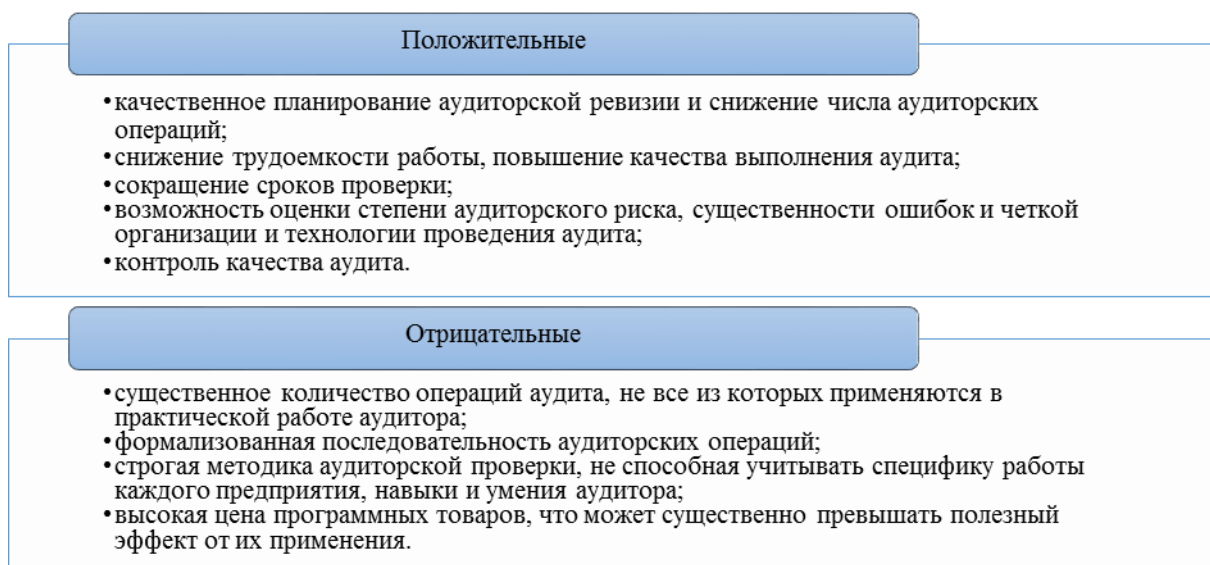 Положительные
•качественное планирование аудиторской ревизии и снижение числа аудиторских
операций;
•снижение трудоемкости работы, повышение качества выполнения аудита;
•сокращение сроков проверки;
•возможность оценки степени аудиторского риска, существенности ошибок и четкой
организации и технологии проведения аудита;
•контроль качества аудита.
Отрицательные
•существенное количество операций аудита, не все из которых применяются в
практической работе аудитора;
•формализованная последовательность аудиторских операций;
•строгая методика аудиторской проверки, не способная учитывать специфику работы
каждого предприятия, навыки и умения аудитора;
•высокая цена программных товаров, что может существенно превышать полезный
эффект от их применения.